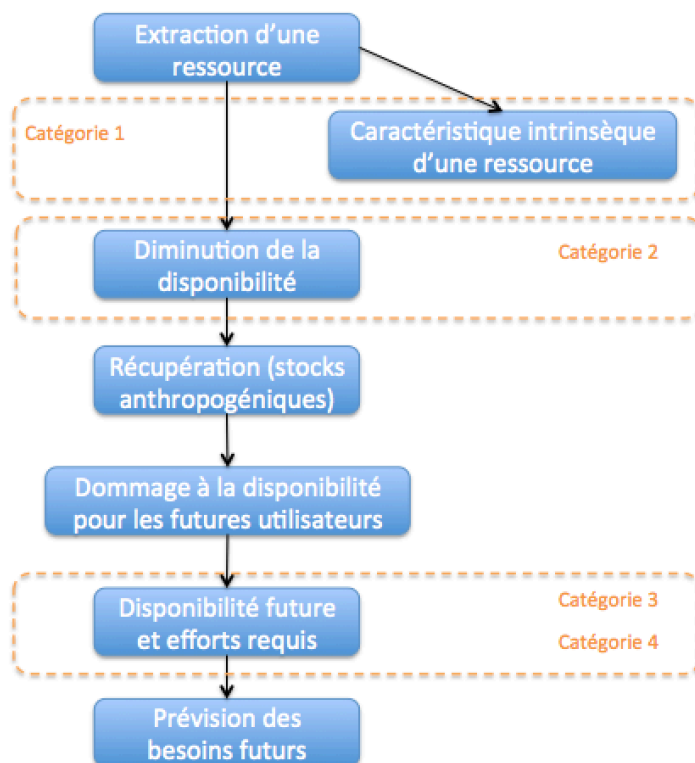 Extraction d’une
ressource
Catégorie 1
Caractéristique intrinsèque
d’une ressource
Diminution de la
disponibilité
Catégorie 2
Récupération (stocks
anthropogéniques)
Dommage à la disponibilité
pour les futures utilisateurs
Disponibilité future
et efforts requis
Catégorie 3
Catégorie 4
Prévision des
besoins futurs